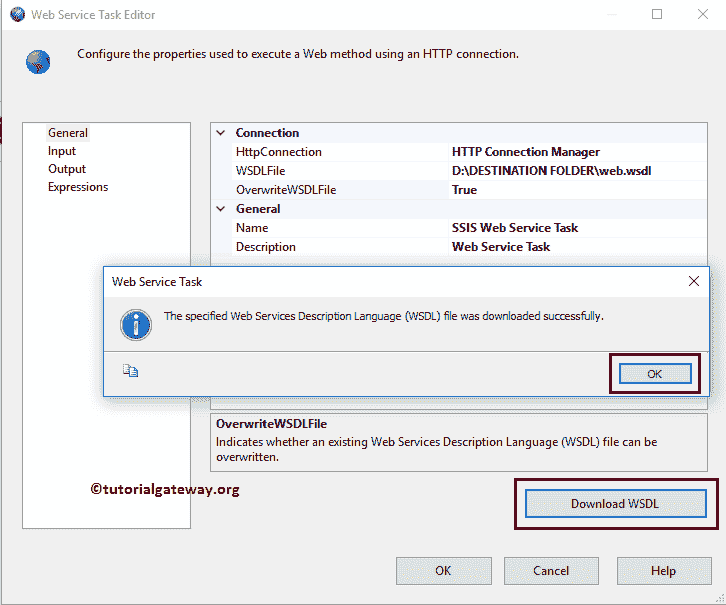 Web Service Task Editor
Configure the properties used to execute a Web method using an HTTP connection.
General
Input
Output
Expressions
Connection
HttpConnection HTTP Connection Manager
WSDLFile D:\DESTINATION FOLDER\web.wsdl
OverwriteWSDLFile True
General
Name SSIS Web Service Task
Description Web Service Task
Web Service Task
The specified Web Services Description Language (WSDL) file was downloaded successfully.
OK
OverwriteWSDLFile
Indicates whether an existing Web Services Description Language (WSDL) file can be
overwritten.
©tutorialgateway.org
Download WSDL
OK Cancel Help